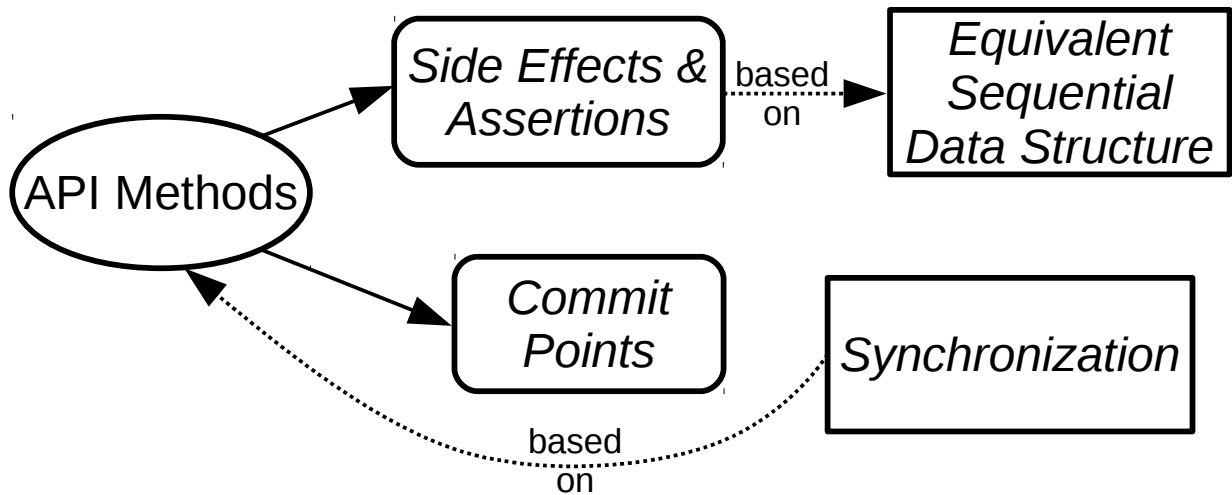 API Methods
Side Effects &
Assertions
based
on
Equivalent
Sequential
Data Structure
Commit
Points
Synchronization
based
on